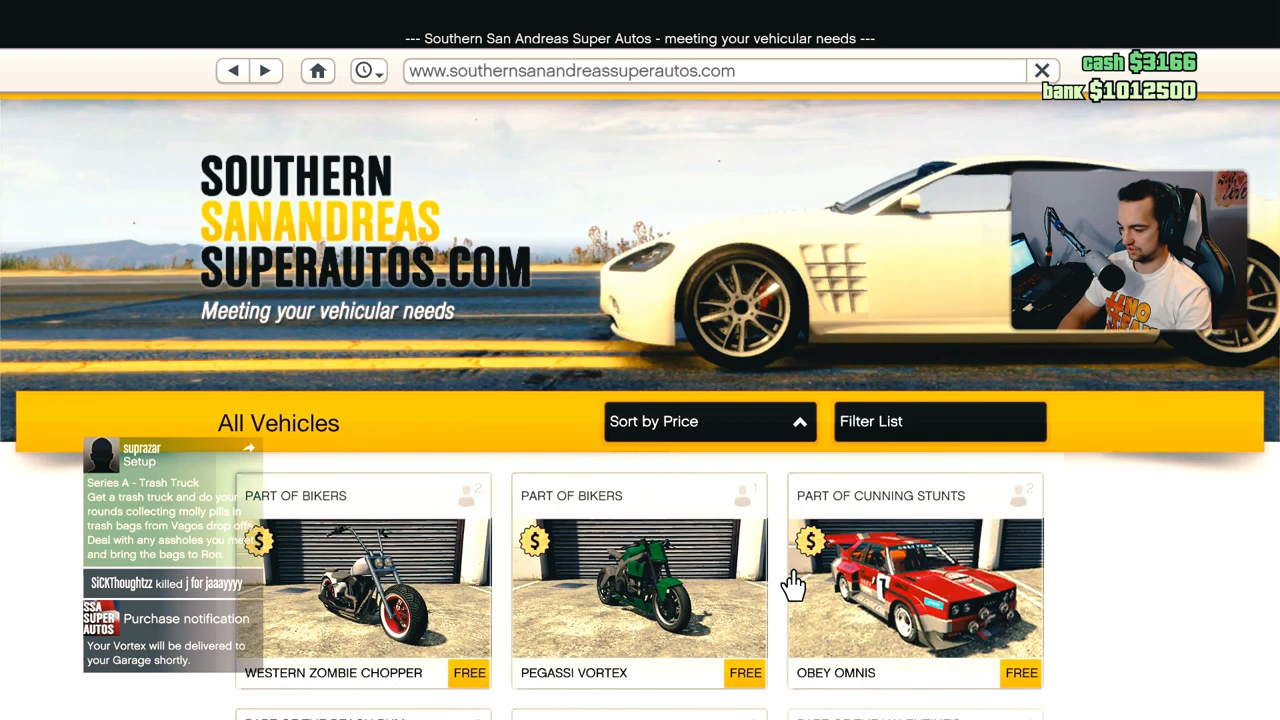 --- Southern San Andreas Super Autos - meeting your vehicular needs ---
www.southernsanandreassuperautos.com
cash $3166
bank $1012500
SOUTHERN
SANANDREAS
SUPERAUTOS.COM
Meeting your vehicular needs
All Vehicles
Sort by Price
Filter List
suprazar
Setup
Series A - Trash Truck
Get a trash truck and do your
rounds collecting molly pills in
trash bags from Vagos drop offs.
Deal with any assholes you meet
and bring the bags to Ron.
SiCKThoughtzz killed j for jaaayyyy
SSA
SUPER
AUTOS
Purchase notification
Your Vortex will be delivered to
your Garage shortly.
PART OF BIKERS
2
$
WESTERN ZOMBIE CHOPPER
FREE
PART OF BIKERS
1
$
PEGASSI VORTEX
FREE
PART OF CUNNING STUNTS
2
$
OBEY OMNIS
FREE